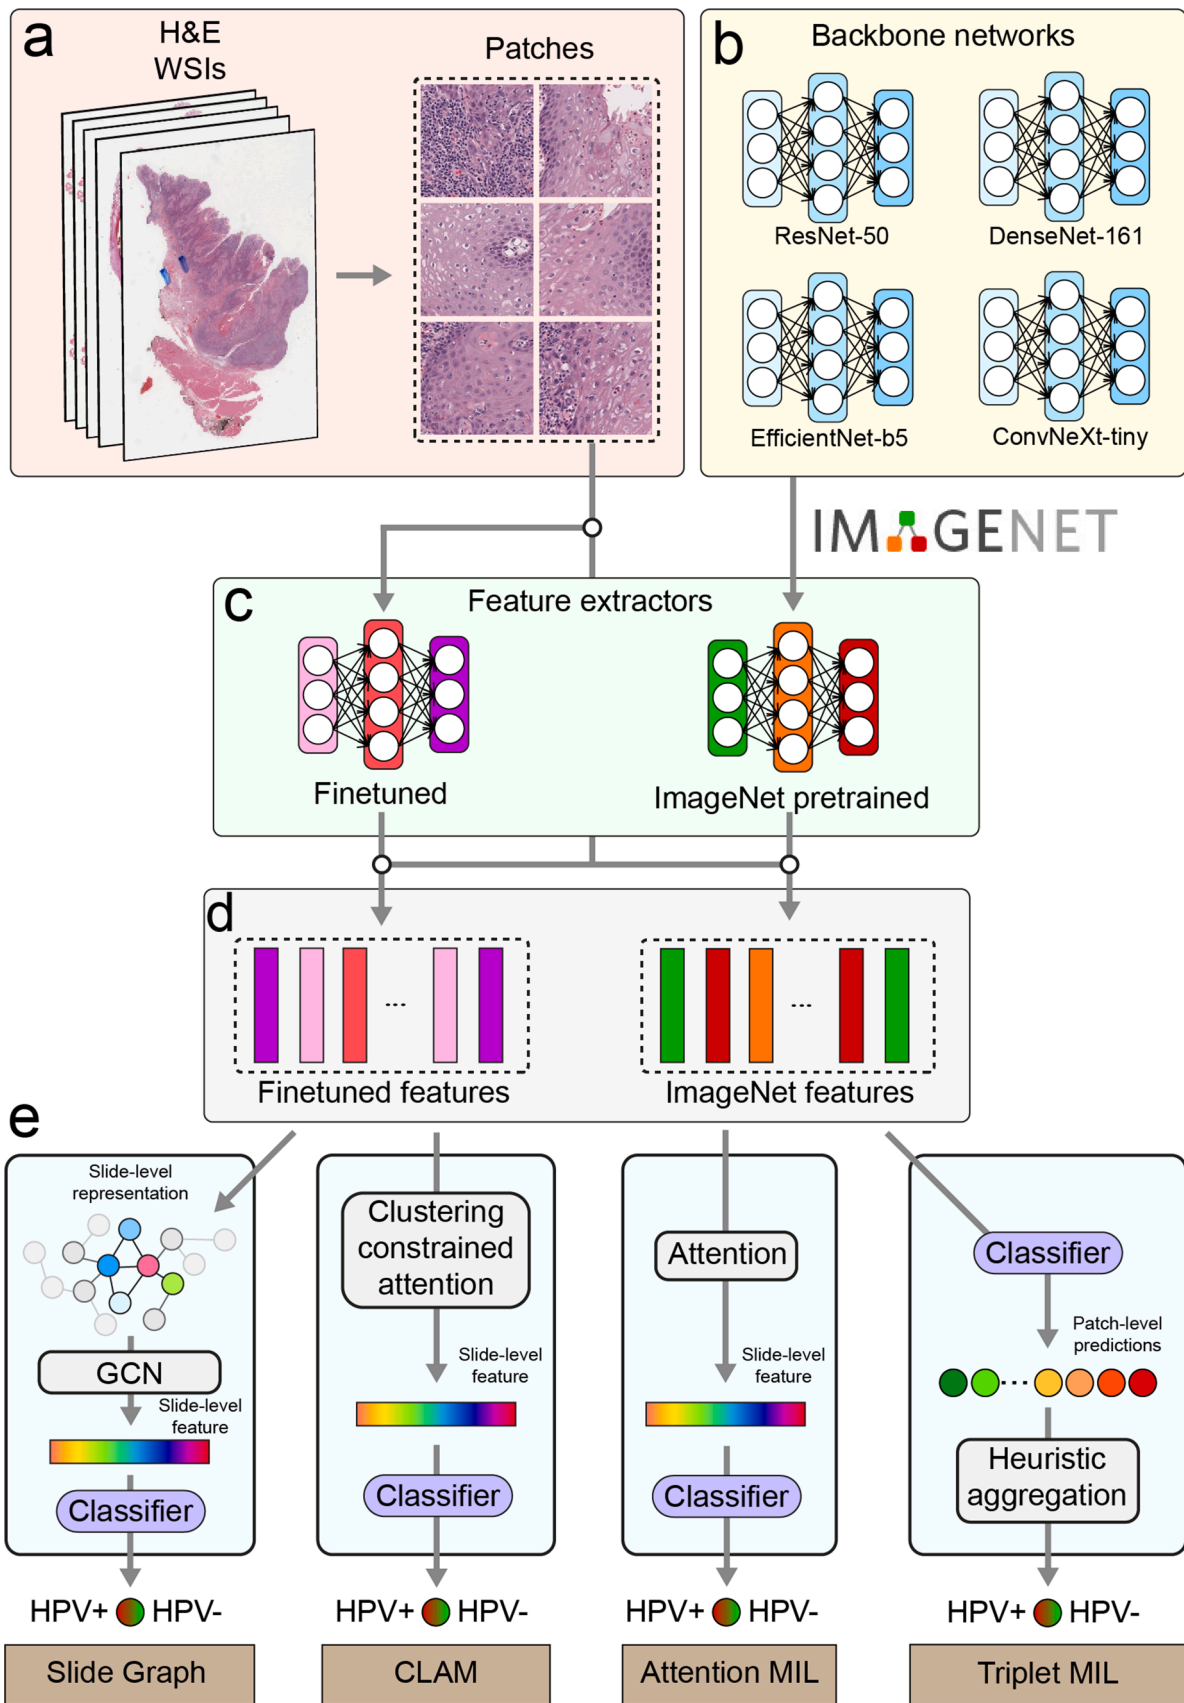 a
H&E
WSIs
Patches
b
Backbone networks
ResNet-50
DenseNet-161
EfficientNet-b5
ConvNeXt-tiny
IMAGENET
c
Feature extractors
Finetuned
ImageNet pretrained
d
...
...
Finetuned features
ImageNet features
e
Slide-level
representation
GCN
Slide-level
feature
Classifier
HPV+ HPV-
Slide Graph
Clustering
constrained
attention
Slide-level
feature
Classifier
HPV+ HPV-
CLAM
Attention
Slide-level
feature
Classifier
HPV+ HPV-
Attention MIL
Classifier
Patch-level
predictions
...
Heuristic
aggregation
HPV+ HPV-
Triplet MIL